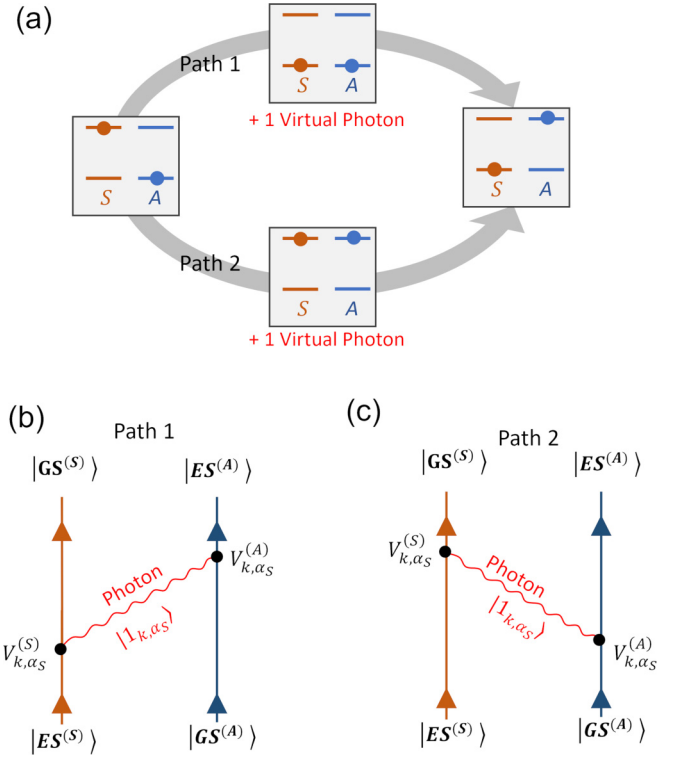 (a)
Path 1
S A
+ 1 Virtual Photon
S A
S A
Path 2
S A
+ 1 Virtual Photon
(b)
Path 1
|GS^(S)⟩ |ES^(A)⟩
V_{k,α_S}^(A)
Photon
|1_{k,α_S}⟩
V_{k,α_S}^(S)
|ES^(S)⟩ |GS^(A)⟩
(c)
Path 2
|GS^(S)⟩ |ES^(A)⟩
V_{k,α_S}^(S)
Photon
|1_{k,α_S}⟩
V_{k,α_S}^(A)
|ES^(S)⟩ |GS^(A)⟩